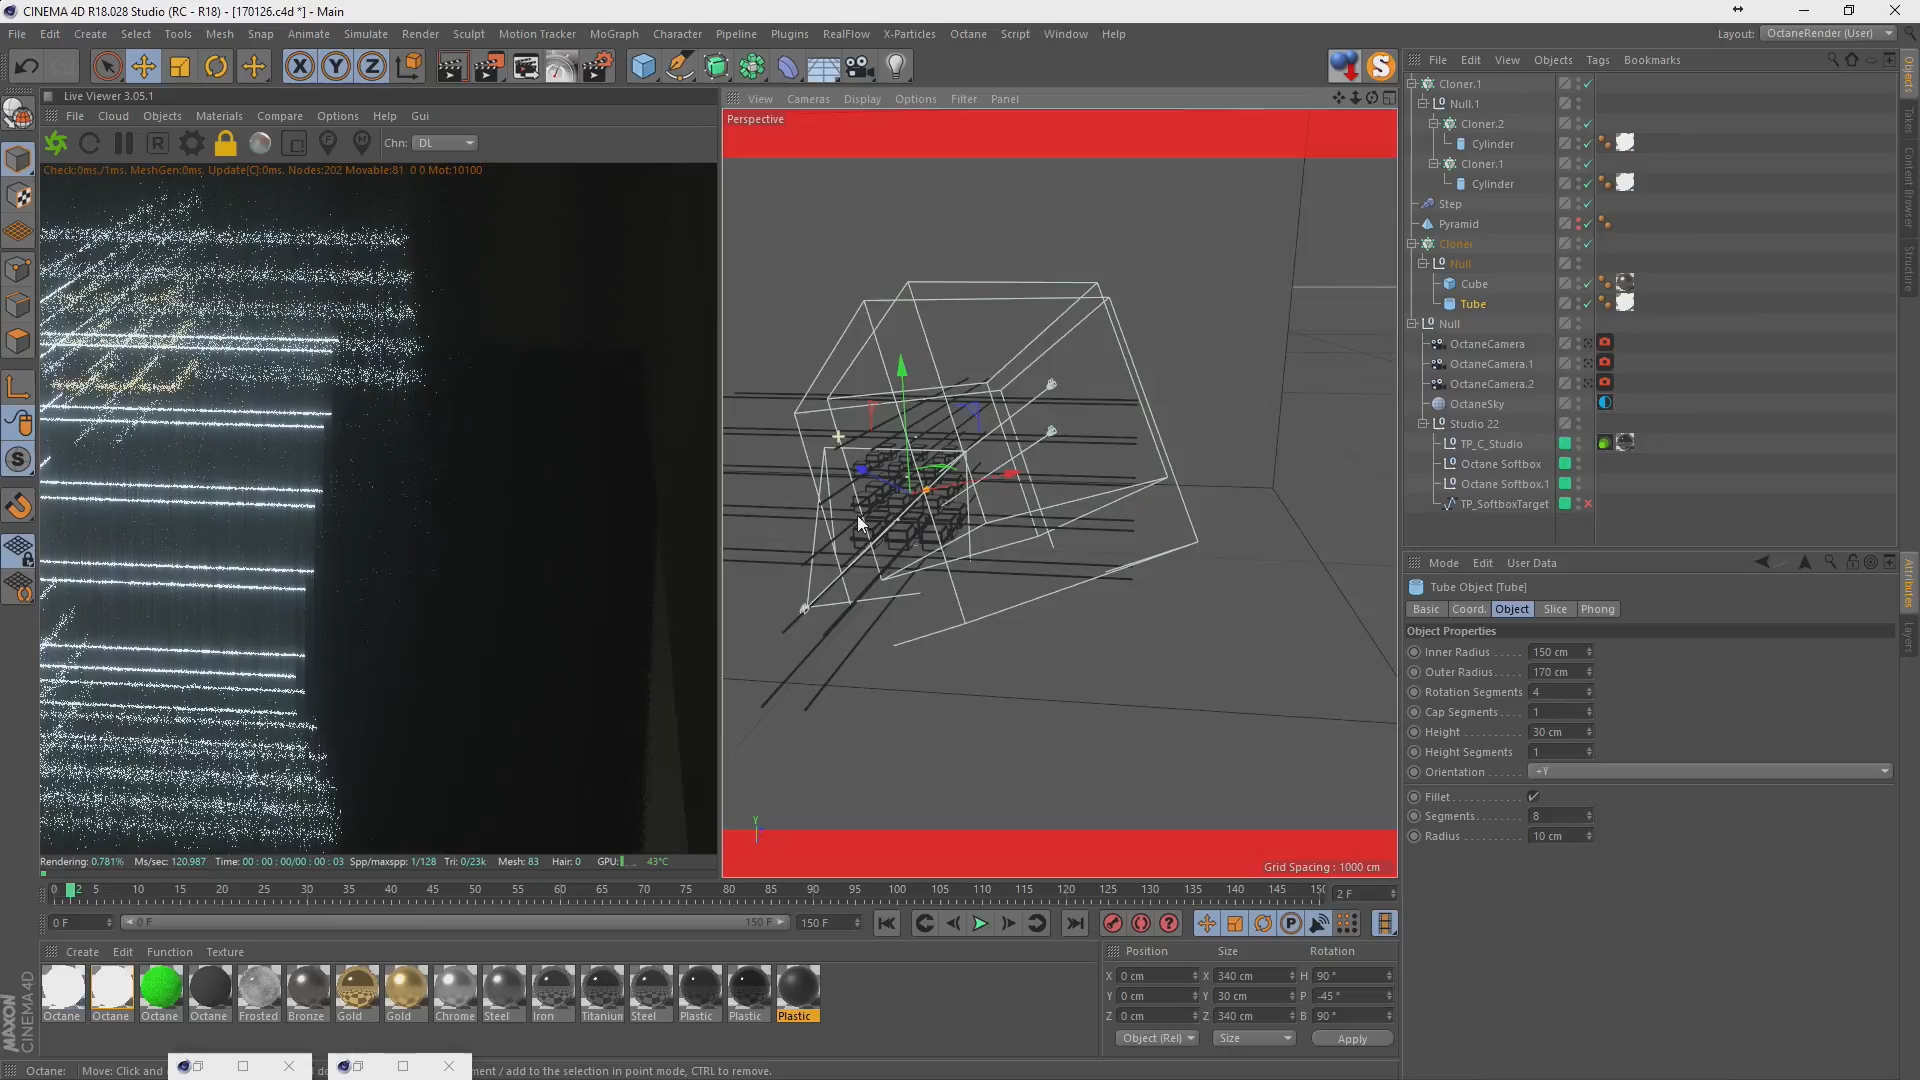 CINEMA 4D R18.028 Studio (RC - R18) - [170126.c4d *] - Main
File Edit Create Select Tools Mesh Snap Animate Simulate Render Sculpt Motion Tracker MoGraph Character Pipeline Plugins RealFlow X-Particles Octane Script Window Help
Layout: OctaneRender (User)
Live Viewer 3.05.1
File Cloud Objects Materials Compare Options Help Gui
Chn: DL
Check:0ms./1ms. MeshGen:0ms. Update[C]:0ms. Nodes:202 Movable:81 0 0 Mot:10100
View Cameras Display Options Filter Panel
Perspective
Y
Grid Spacing : 1000 cm
Rendering: 0.781% Ms/sec: 120.987 Time: 00 : 00 : 00/00 : 00 : 03 Spp/maxspp: 1/128 Tri: 0/23k Mesh: 83 Hair: 0 GPU: 43°C
File Edit View Objects Tags Bookmarks
Cloner.1
Null.1
Cloner.2
Cylinder
Cloner.1
Cylinder
Step
Pyramid
Cloner
Null
Cube
Tube
Null
OctaneCamera
OctaneCamera.1
OctaneCamera.2
OctaneSky
Studio 22
TP_C_Studio
Octane Softbox
Octane Softbox.1
TP_SoftboxTarget
Objects
Takes
Content Browser
Structure
Mode Edit User Data
Tube Object [Tube]
Basic Coord. Object Slice Phong
Object Properties
Inner Radius . . . . . 150 cm
Outer Radius . . . . . 170 cm
Rotation Segments 4
Cap Segments . . . . 1
Height . . . . . . . . . . 30 cm
Height Segments 1
Orientation . . . . . . +Y
Fillet . . . . . . . . . . .
Segments . . . . . . . 8
Radius . . . . . . . . . 10 cm
Attributes
Layers
0 2 5 10 15 20 25 30 35 40 45 50 55 60 65 70 75 80 85 90 95 100 105 110 115 120 125 130 135 140 145 150
2 F
0 F 0 F 150 F 150 F
Create Edit Function Texture
Octane Octane Octane Octane Frosted Bronze Gold Gold Chrome Steel Iron Titanium Steel Plastic Plastic Plastic
Position Size Rotation
X 0 cm X 340 cm H 90 °
Y 0 cm Y 30 cm P -45 °
Z 0 cm Z 340 cm B 90 °
Object (Rel) Size Apply
MAXON CINEMA 4D
Octane: Move: Click and ment / add to the selection in point mode, CTRL to remove.